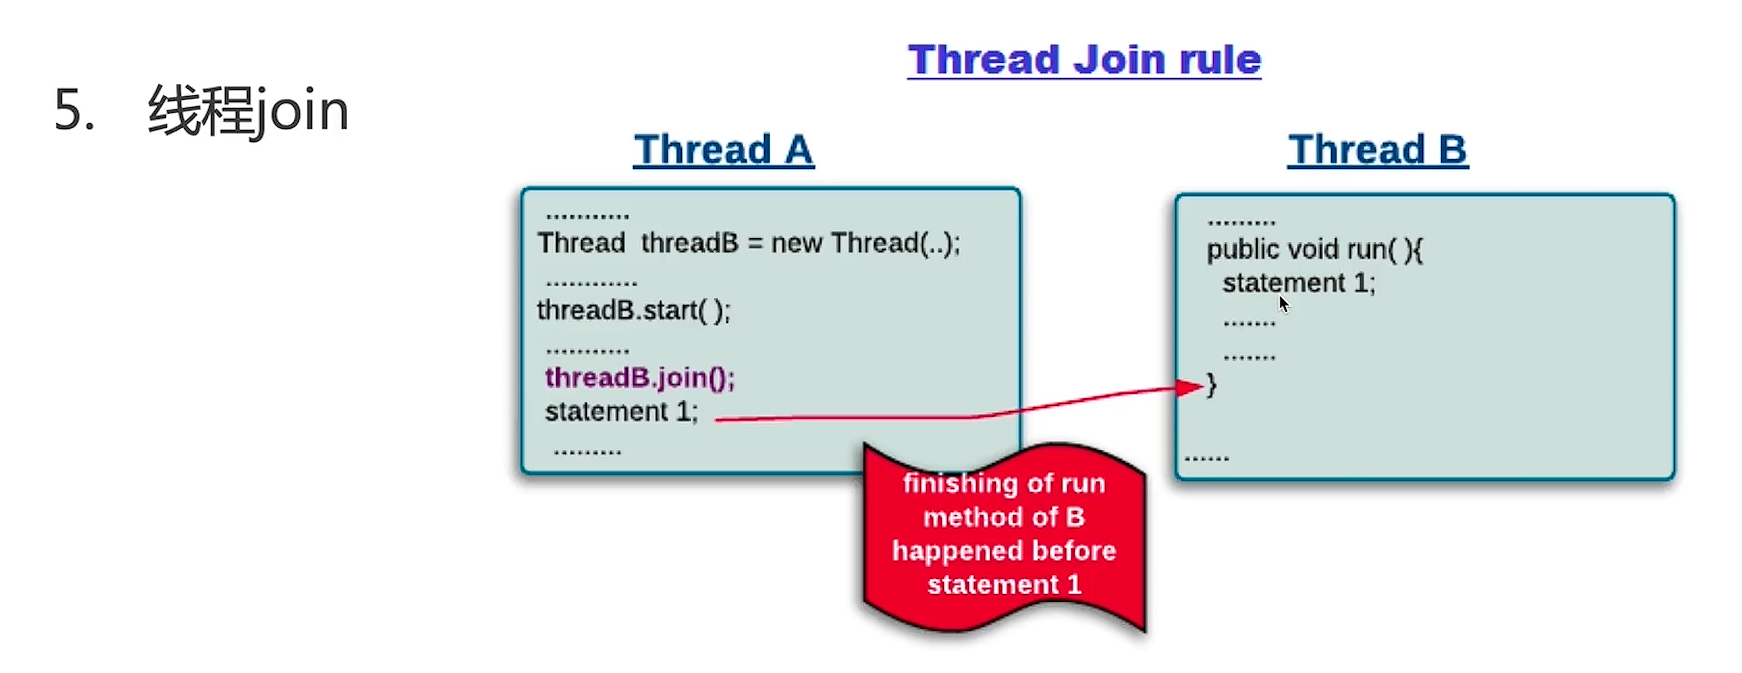 5. 线程join
Thread Join rule
Thread A
...........
Thread threadB = new Thread(..);
............
threadB.start( );
...........
threadB.join();
statement 1;
.........
Thread B
.........
public void run( ){
statement 1;
.......
.......
}
......
finishing of run
method of B
happened before
statement 1